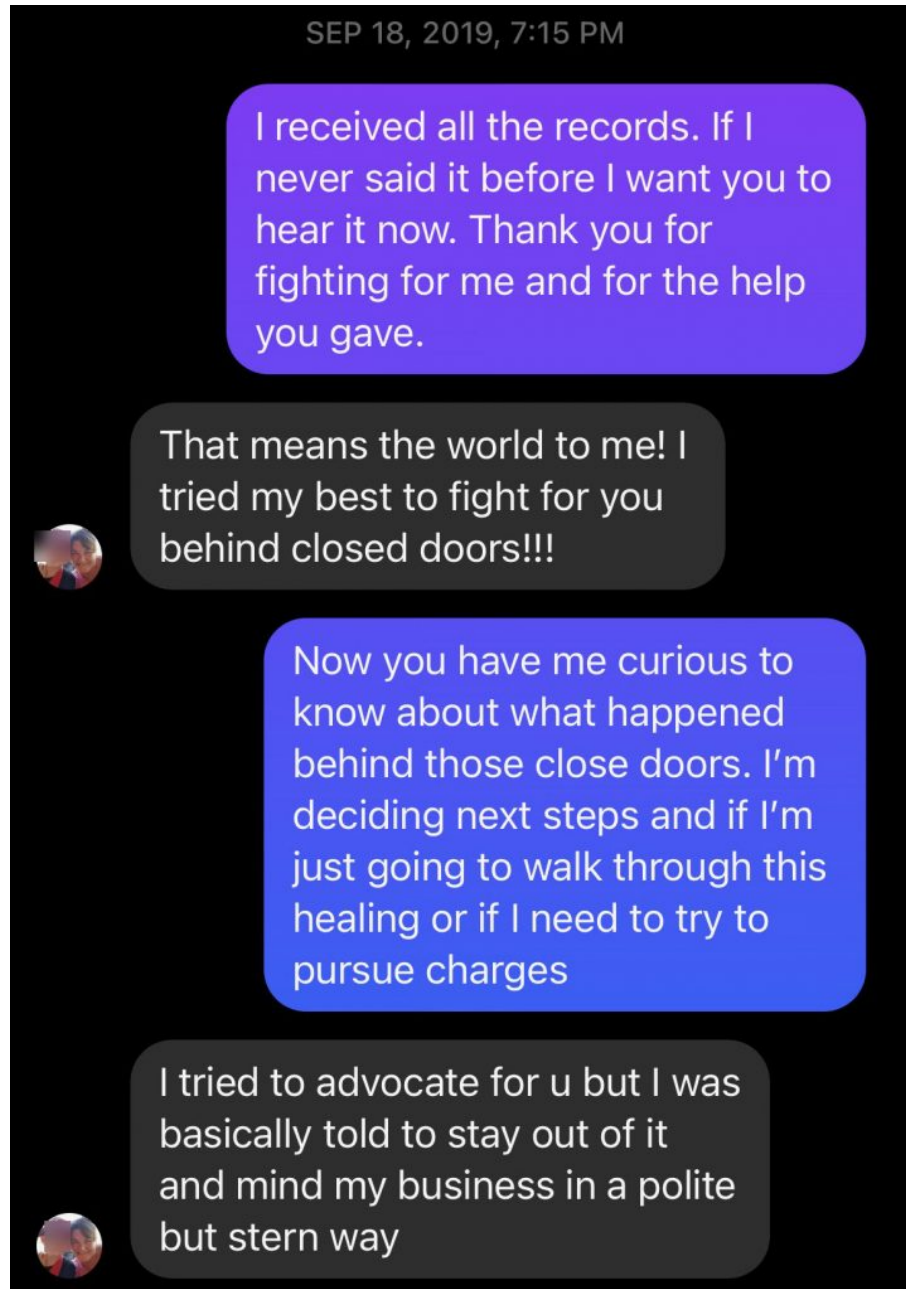 SEP 18, 2019, 7:15 PM
I received all the records. If I
never said it before I want you to
hear it now. Thank you for
fighting for me and for the help
you gave.
That means the world to me! I
tried my best to fight for you
behind closed doors!!!
Now you have me curious to
know about what happened
behind those close doors. I’m
deciding next steps and if I’m
just going to walk through this
healing or if I need to try to
pursue charges
I tried to advocate for u but I was
basically told to stay out of it
and mind my business in a polite
but stern way